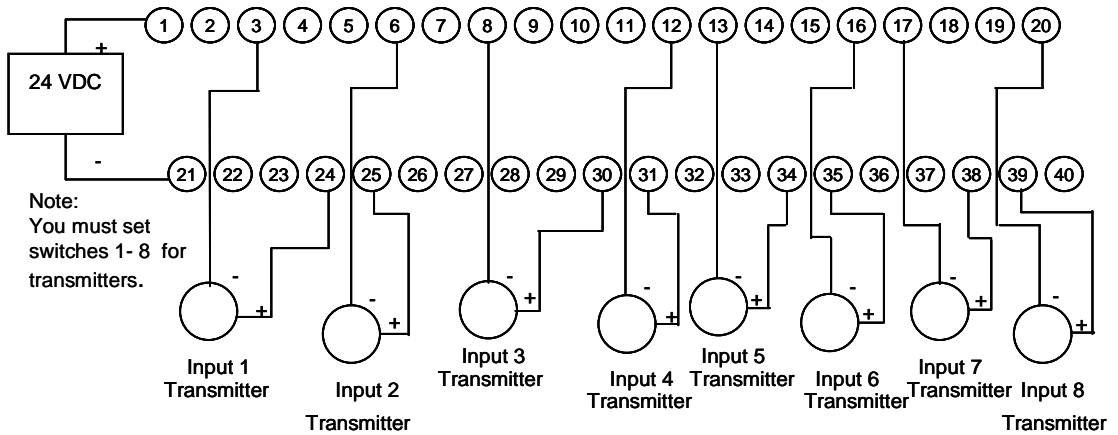 1 2 3 4 5 6 7 8 9 10 11 12 13 14 15 16 17 18 19 20
+
24 VDC
-
21 22 23 24 25 26 27 28 29 30 31 32 33 34 35 36 37 38 39 40
Note:
You must set
switches 1- 8 for
transmitters.
- + - + - + - + - + - + - + - +
Input 1
Transmitter
Input 2
Transmitter
Input 3
Transmitter
Input 4
Transmitter
Input 5
Transmitter
Input 6
Transmitter
Input 7
Transmitter
Input 8
Transmitter